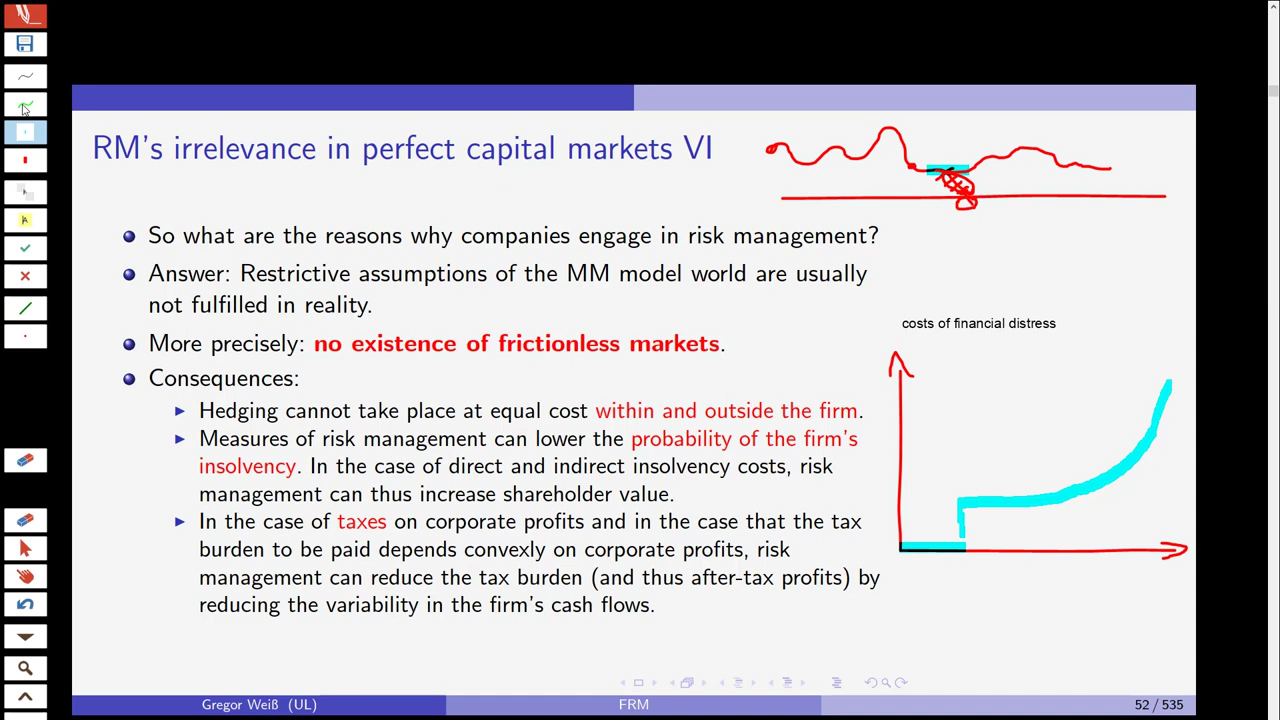 RM's irrelevance in perfect capital markets VI
So what are the reasons why companies engage in risk management?
Answer: Restrictive assumptions of the MM model world are usually
not fulfilled in reality.
More precisely: no existence of frictionless markets.
Consequences:
Hedging cannot take place at equal cost within and outside the firm.
Measures of risk management can lower the probability of the firm's
insolvency. In the case of direct and indirect insolvency costs, risk
management can thus increase shareholder value.
In the case of taxes on corporate profits and in the case that the tax
burden to be paid depends convexly on corporate profits, risk
management can reduce the tax burden (and thus after-tax profits) by
reducing the variability in the firm's cash flows.
costs of financial distress
Gregor Weiß (UL)
FRM
52 / 535